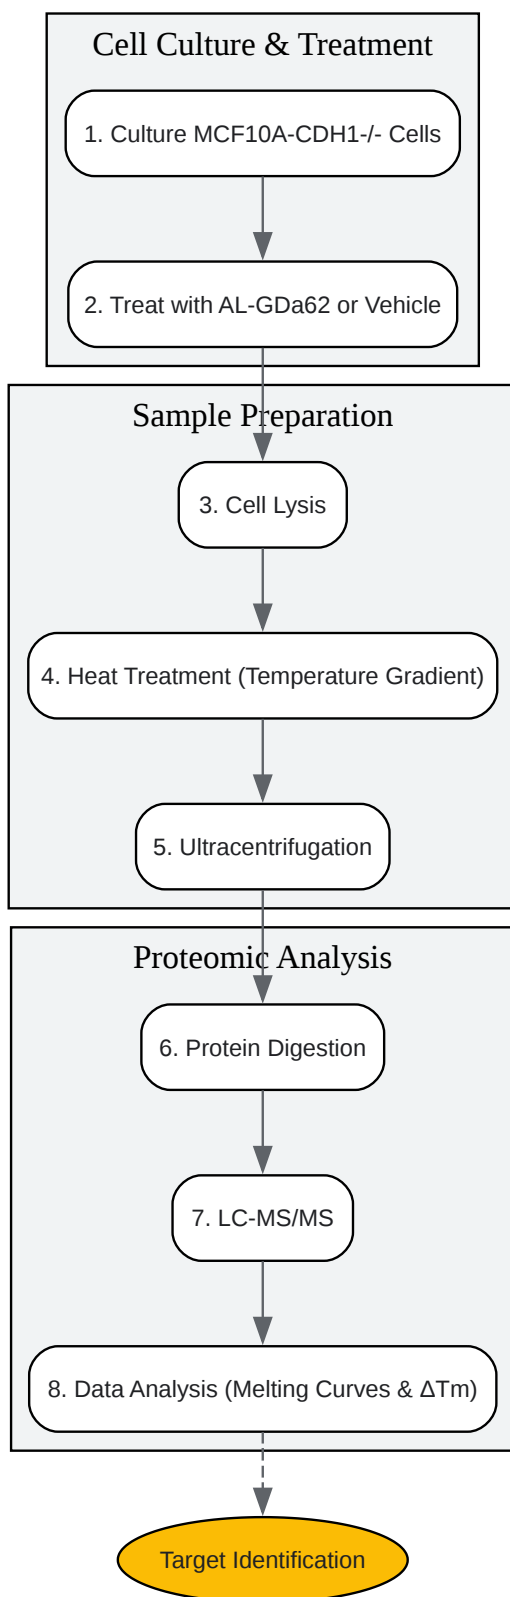 Cell Culture & Treatment
1. Culture MCF10A-CDH1-/- Cells
2. Treat with AL-GDa62 or Vehicle
Sample Preparation
3. Cell Lysis
4. Heat Treatment (Temperature Gradient)
5. Ultracentrifugation
Proteomic Analysis
6. Protein Digestion
7. LC-MS/MS
8. Data Analysis (Melting Curves & ΔTm)
Target Identification